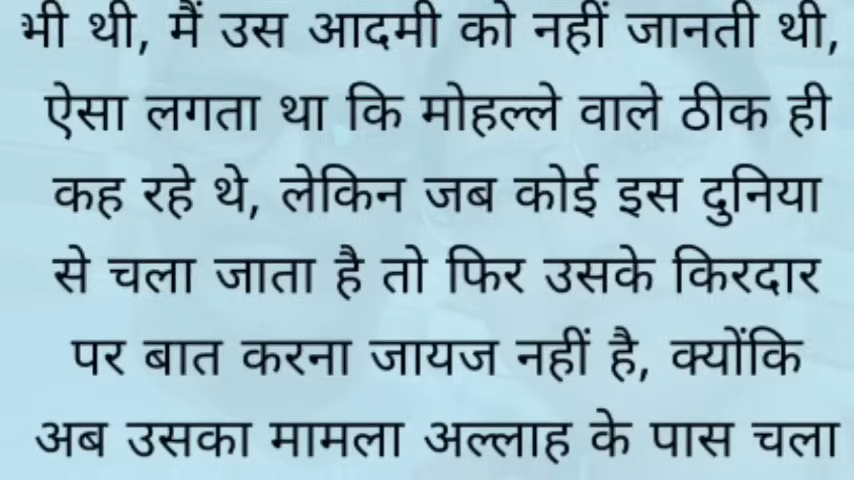 भी थी, मैं उस आदमी को नहीं जानती थी,
ऐसा लगता था कि मोहल्ले वाले ठीक ही
कह रहे थे, लेकिन जब कोई इस दुनिया
से चला जाता है तो फिर उसके किरदार
पर बात करना जायज नहीं है, क्योंकि
अब उसका मामला अल्लाह के पास चला